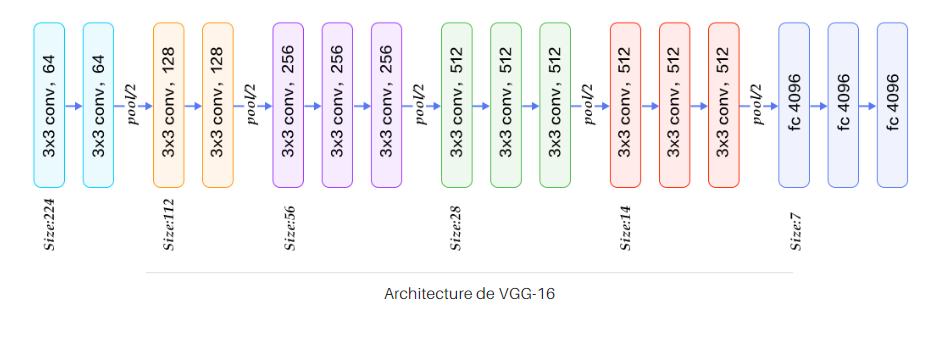 3x3 conv, 64
3x3 conv, 64
pool/2
3x3 conv, 128
3x3 conv, 128
pool/2
3x3 conv, 256
3x3 conv, 256
3x3 conv, 256
pool/2
3x3 conv, 512
3x3 conv, 512
3x3 conv, 512
pool/2
3x3 conv, 512
3x3 conv, 512
3x3 conv, 512
pool/2
fc 4096
fc 4096
fc 4096
Size:224
Size:112
Size:56
Size:28
Size:14
Size:7
Architecture de VGG-16